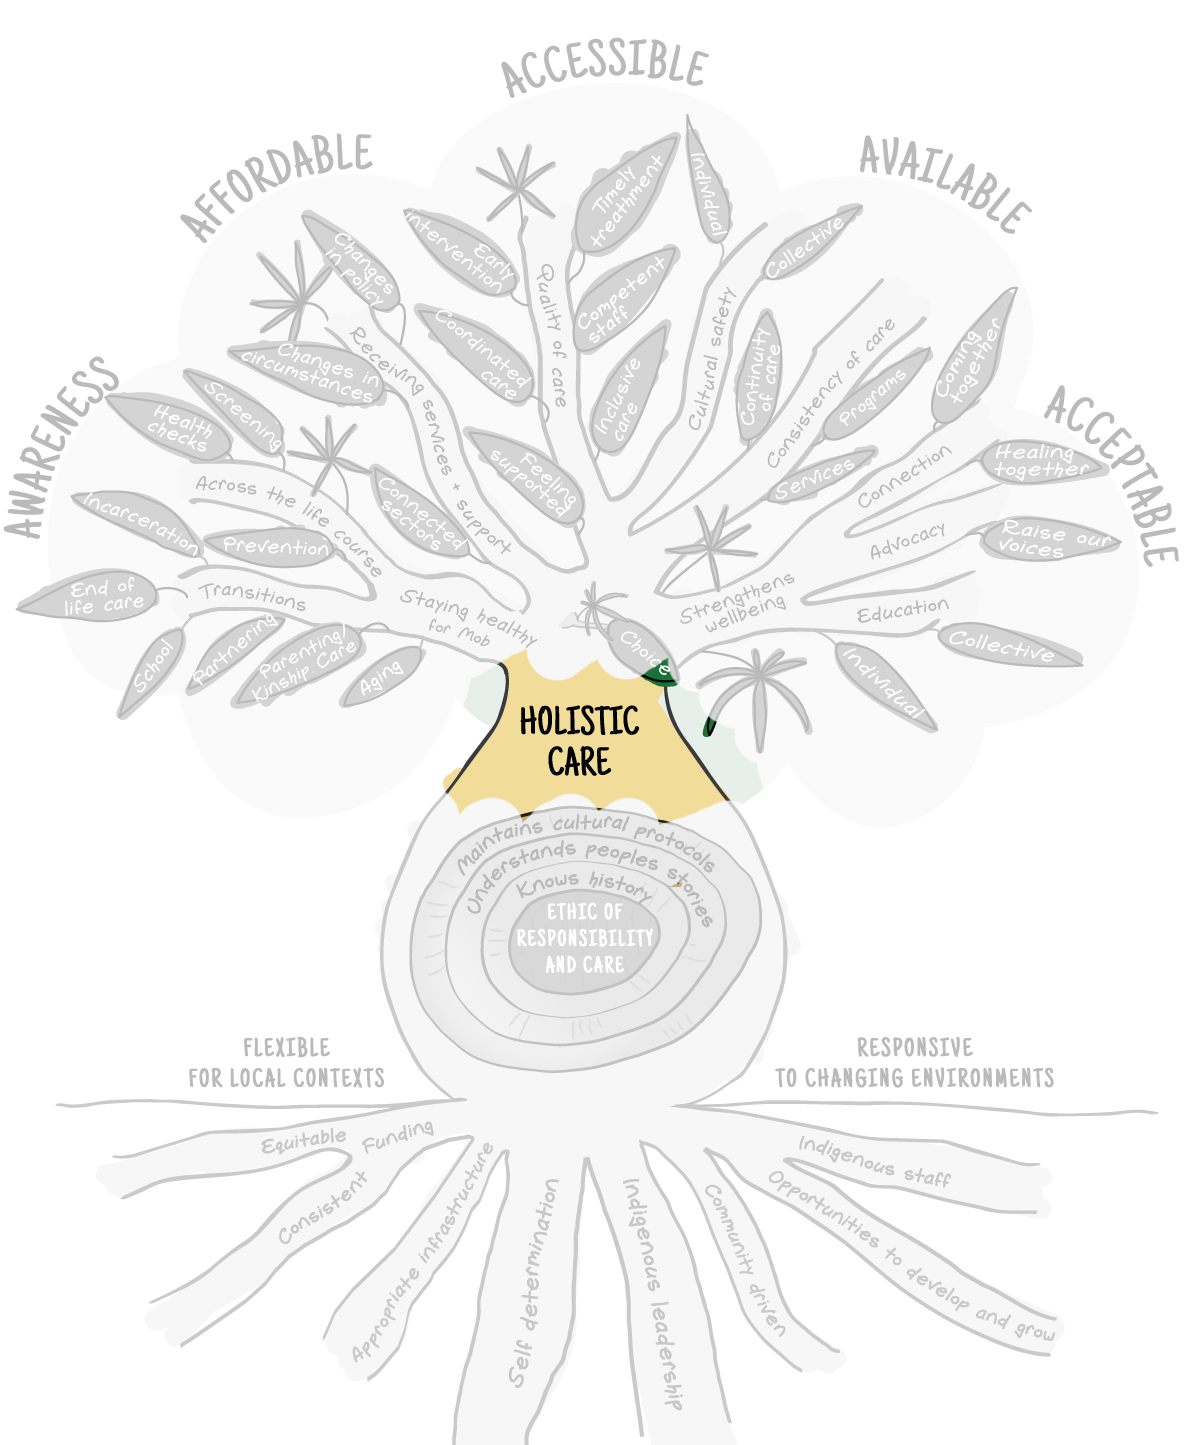 ACCESSIBLE
AFFORDABLE
AVAILABLE
AWARENESS
ACCEPTABLE
Timely
treathment
Individual
Early
intervention
Collective
Changes
in policy
Quality of care
Competent
staff
Cultural safety
Coordinated
care
Continuity
of care
Consistency of care
Coming
together
Receiving services + support
Changes in
circumstances
Inclusive
care
Programs
Screening
Health
checks
Feeling
supported
Services
Connection
Healing
together
Across the life course
Connected
sectors
Incarceration
Prevention
Advocacy
Raise our
voices
End of
life care
Transitions
Staying healthy
for Mob
Strengthens
wellbeing
Education
Choice
Collective
School
Partnering
Parenting/
Kinship Care
Aging
Individual
HOLISTIC
CARE
Maintains cultural protocols
Understands peoples stories
Knows history
ETHIC OF
RESPONSIBILITY
AND CARE
FLEXIBLE
FOR LOCAL CONTEXTS
RESPONSIVE
TO CHANGING ENVIRONMENTS
Equitable
Funding
Consistent
Appropriate infrastructure
Self determination
Indigenous leadership
Community driven
Opportunities to develop and grow
Indigenous staff